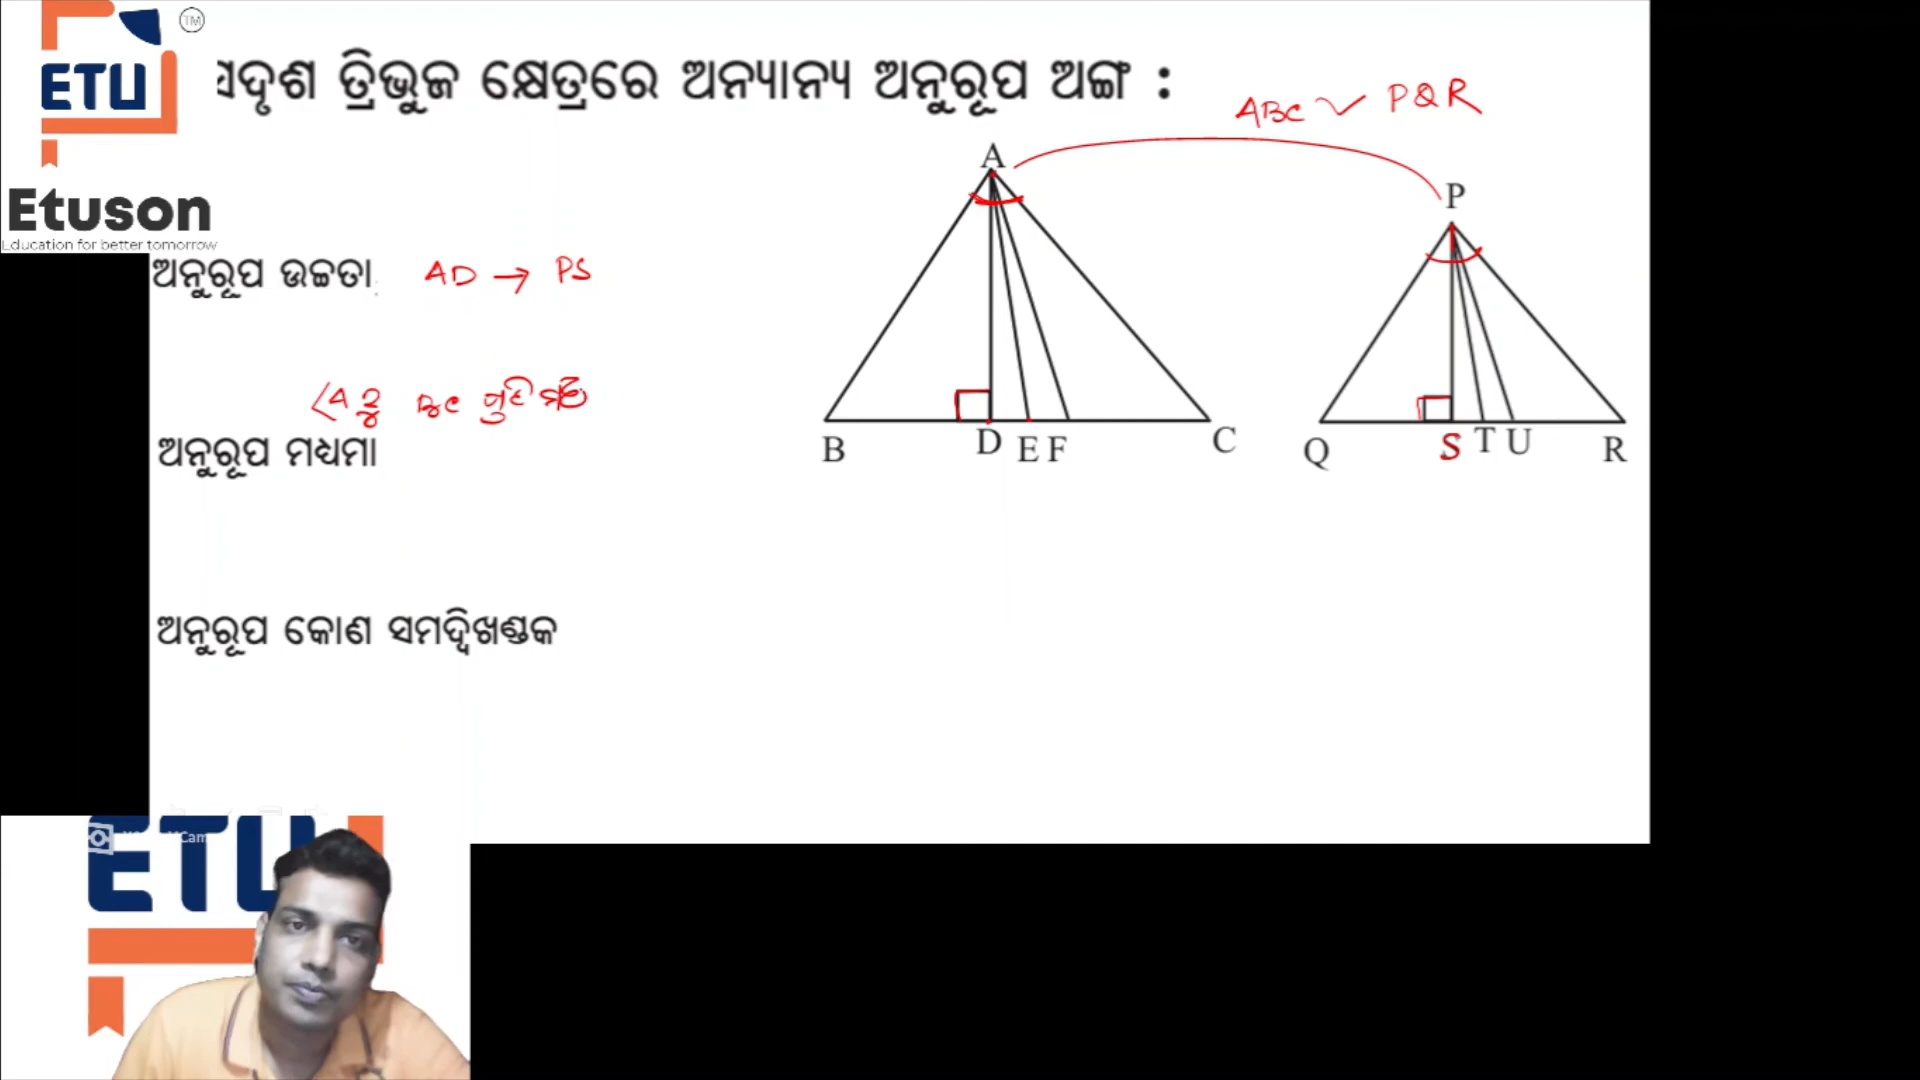 ETU
TM
Etuson
Education for better tomorrow
ସଦୃଶ ତ୍ରିଭୁଜ କ୍ଷେତ୍ରରେ ଅନ୍ୟାନ୍ୟ ଅନୁରୂପ ଅଙ୍ଗ :
ABC PQR
A
P
ଅନୁରୂପ ଉଚ୍ଚତା AD → PS
B D E F C
Q S T U R
ଅନୁରୂପ ମଧ୍ୟମା
ଅନୁରୂପ କୋଣ ସମଦ୍ୱିଖଣ୍ଡକ
ETU